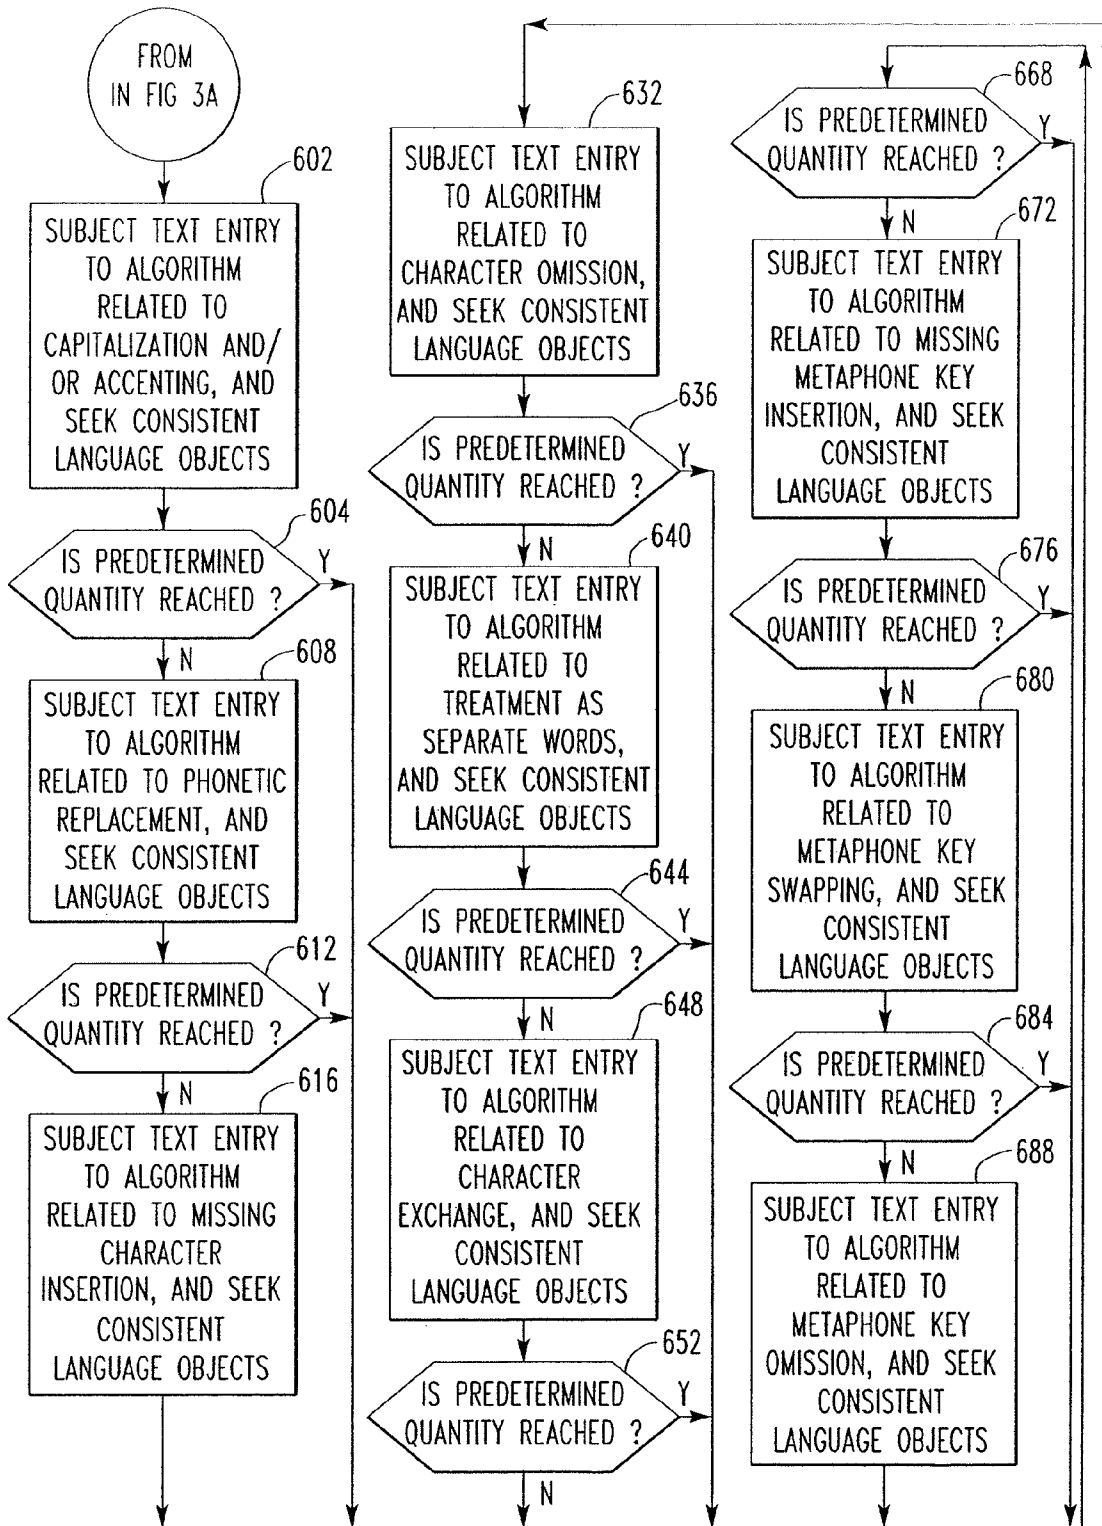 FROM
IN FIG 3A
602
SUBJECT TEXT ENTRY
TO ALGORITHM
RELATED TO
CAPITALIZATION AND/
OR ACCENTING, AND
SEEK CONSISTENT
LANGUAGE OBJECTS
604
IS PREDETERMINED
QUANTITY REACHED ?
Y
N
608
SUBJECT TEXT ENTRY
TO ALGORITHM
RELATED TO PHONETIC
REPLACEMENT, AND
SEEK CONSISTENT
LANGUAGE OBJECTS
612
IS PREDETERMINED
QUANTITY REACHED ?
Y
N
616
SUBJECT TEXT ENTRY
TO ALGORITHM
RELATED TO MISSING
CHARACTER
INSERTION, AND SEEK
CONSISTENT
LANGUAGE OBJECTS
632
SUBJECT TEXT ENTRY
TO ALGORITHM
RELATED TO
CHARACTER OMISSION,
AND SEEK CONSISTENT
LANGUAGE OBJECTS
636
IS PREDETERMINED
QUANTITY REACHED ?
Y
N
640
SUBJECT TEXT ENTRY
TO ALGORITHM
RELATED TO
TREATMENT AS
SEPARATE WORDS,
AND SEEK CONSISTENT
LANGUAGE OBJECTS
644
IS PREDETERMINED
QUANTITY REACHED ?
Y
N
648
SUBJECT TEXT ENTRY
TO ALGORITHM
RELATED TO
CHARACTER
EXCHANGE, AND SEEK
CONSISTENT
LANGUAGE OBJECTS
652
IS PREDETERMINED
QUANTITY REACHED ?
Y
N
668
IS PREDETERMINED
QUANTITY REACHED ?
Y
N
672
SUBJECT TEXT ENTRY
TO ALGORITHM
RELATED TO MISSING
METAPHONE KEY
INSERTION, AND SEEK
CONSISTENT
LANGUAGE OBJECTS
676
IS PREDETERMINED
QUANTITY REACHED ?
Y
N
680
SUBJECT TEXT ENTRY
TO ALGORITHM
RELATED TO
METAPHONE KEY
SWAPPING, AND SEEK
CONSISTENT
LANGUAGE OBJECTS
684
IS PREDETERMINED
QUANTITY REACHED ?
Y
N
688
SUBJECT TEXT ENTRY
TO ALGORITHM
RELATED TO
METAPHONE KEY
OMISSION, AND SEEK
CONSISTENT
LANGUAGE OBJECTS